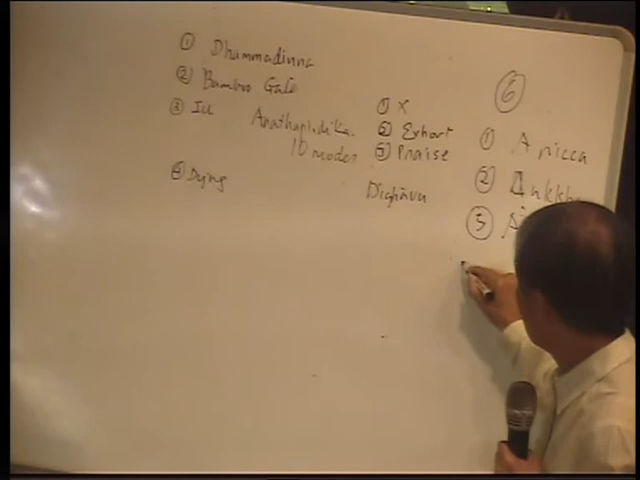 ① Dhammadinna
② Bamboo Gate
③ Ill Anathapindika
10 modes
① X
② Exhort
③ Praise
④ Dying Dighavu
⑥
① Anicca
② Dukkha
③ A